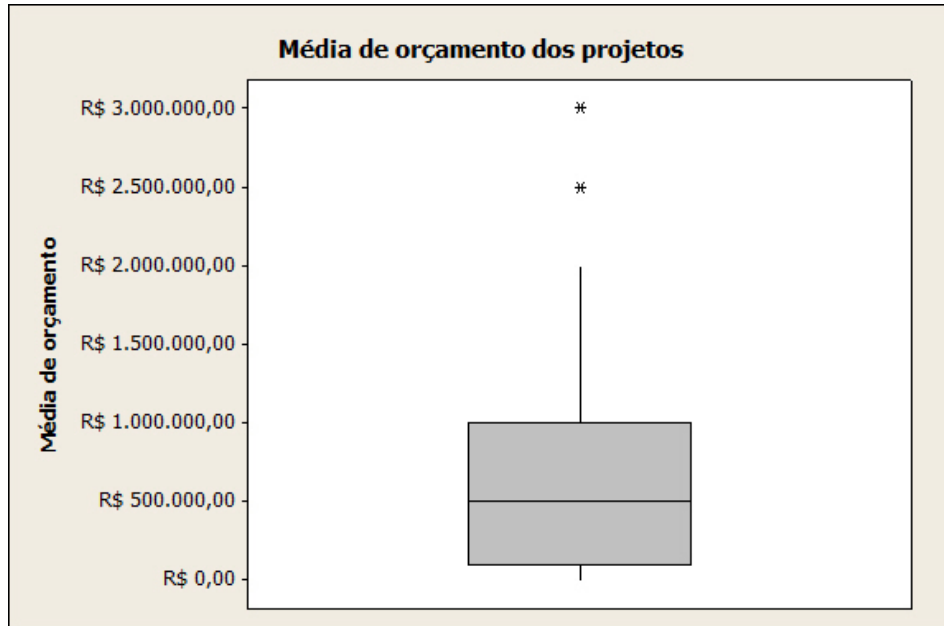 Média de orçamento dos projetos
R$ 3.000.000,00
R$ 2.500.000,00
R$ 2.000.000,00
R$ 1.500.000,00
R$ 1.000.000,00
R$ 500.000,00
R$ 0,00
Média de orçamento